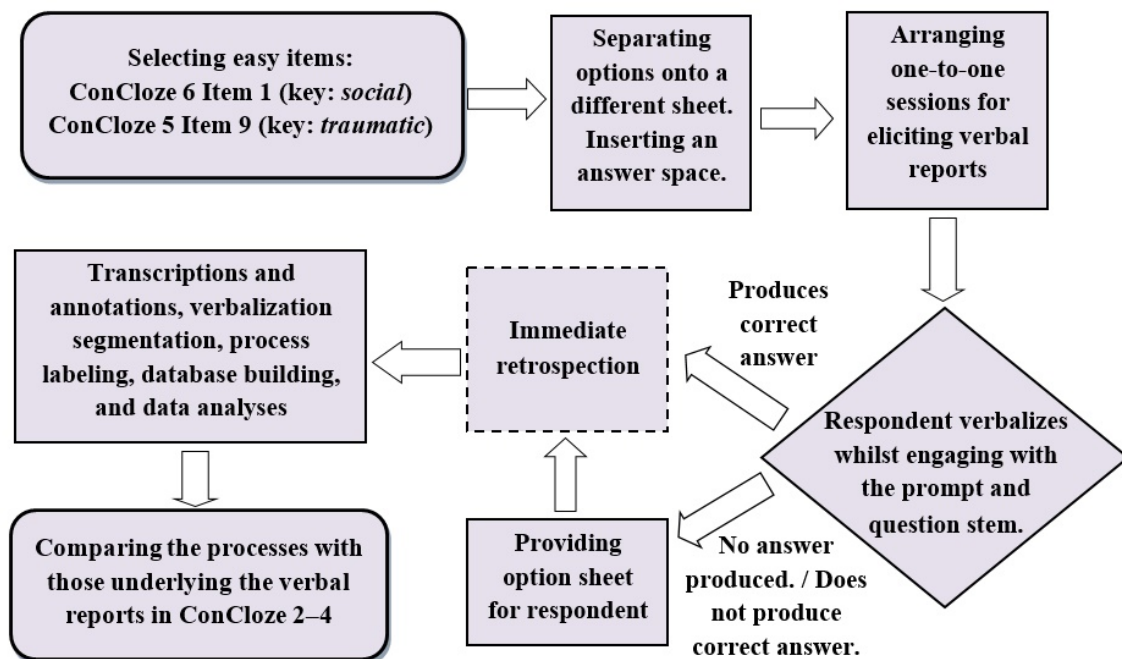 Selecting easy items:
ConCloze 6 Item 1 (key: social)
ConCloze 5 Item 9 (key: traumatic)
Separating
options onto a
different sheet.
Inserting an
answer space.
Arranging
one-to-one
sessions for
eliciting verbal
reports
Respondent verbalizes
whilst engaging with
the prompt and
question stem.
Produces
correct
answer
No answer
produced. / Does
not produce
correct answer.
Providing
option sheet
for respondent
Immediate
retrospection
Transcriptions and
annotations, verbalization
segmentation, process
labeling, database building,
and data analyses
Comparing the processes with
those underlying the verbal
reports in ConCloze 2–4